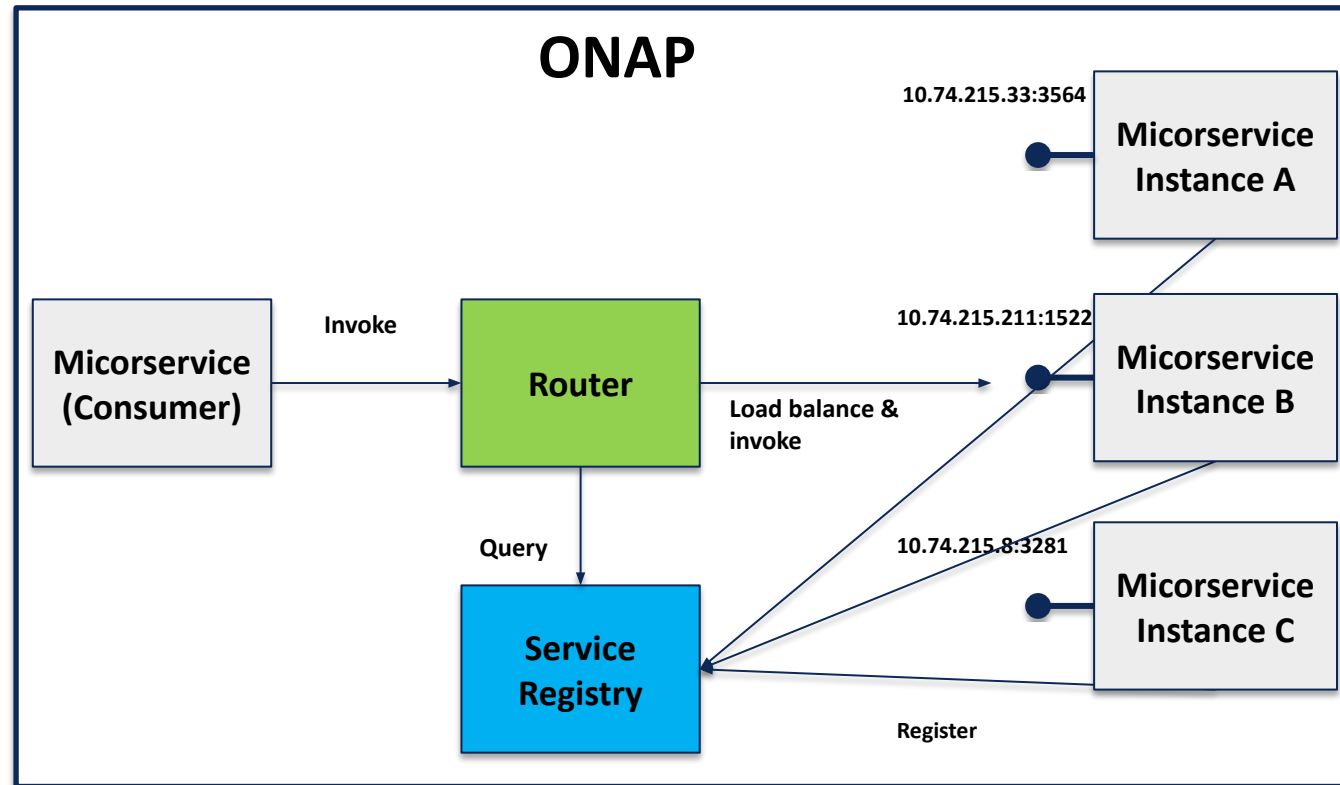 ONAP
10.74.215.33:3564
Micorservice
Instance A
Invoke
10.74.215.211:1522
Micorservice
(Consumer)
Router
Micorservice
Instance B
Load balance &
invoke
Query
10.74.215.8:3281
Micorservice
Instance C
Service
Registry
Register